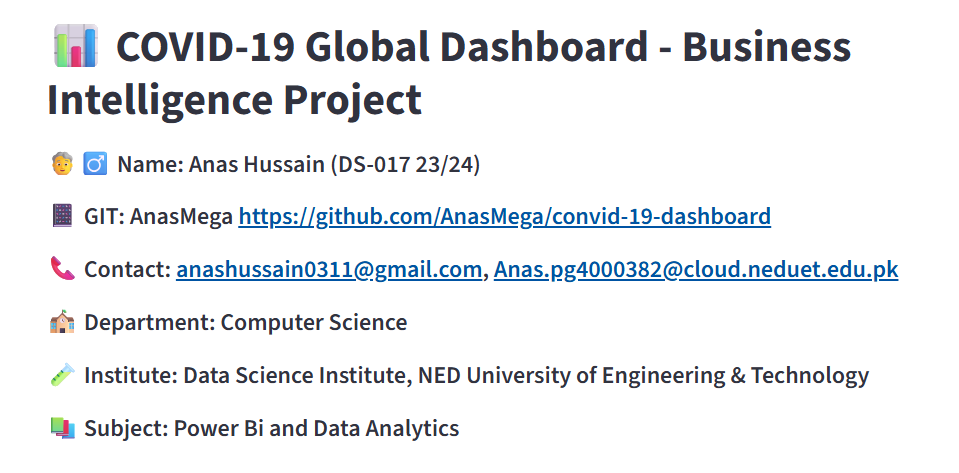 COVID-19 Global Dashboard - Business
Intelligence Project
Name: Anas Hussain (DS-017 23/24)
GIT: AnasMega https://github.com/AnasMega/convid-19-dashboard
Contact: anashussain0311@gmail.com, Anas.pg4000382@cloud.neduet.edu.pk
Department: Computer Science
Institute: Data Science Institute, NED University of Engineering & Technology
Subject: Power Bi and Data Analytics